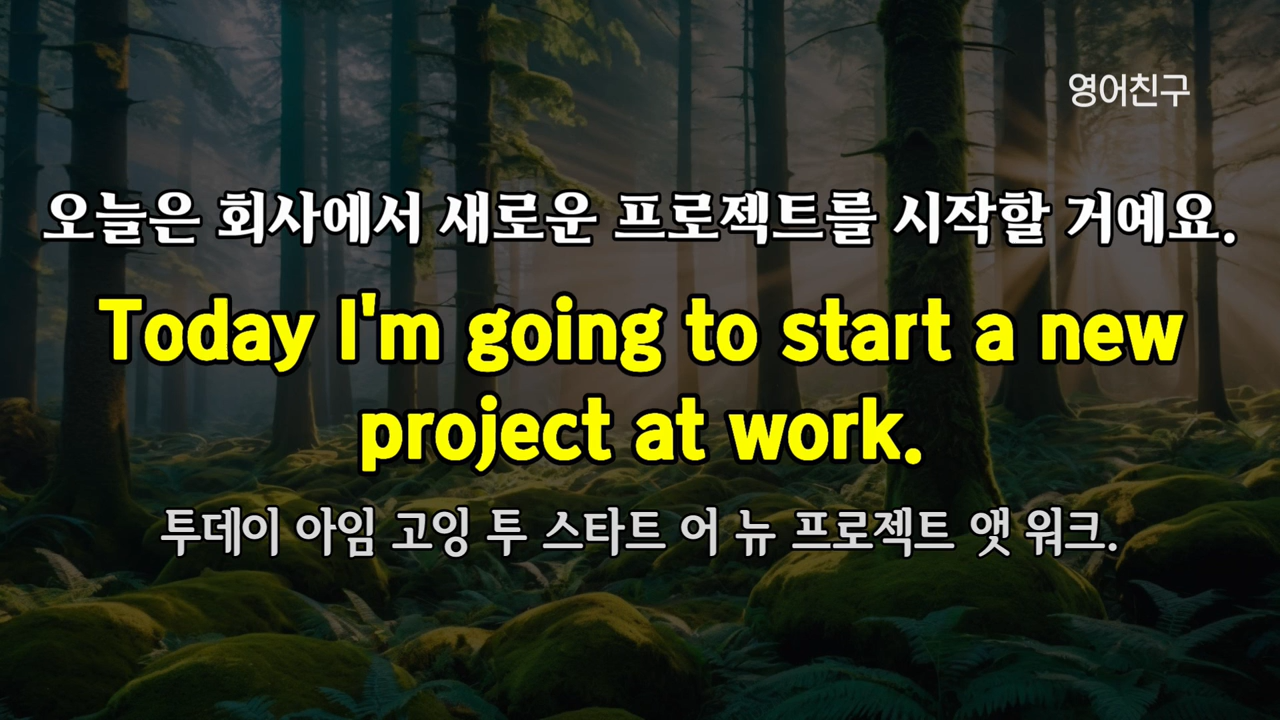 영어친구
오늘은 회사에서 새로운 프로젝트를 시작할 거예요.
Today I'm going to start a new
project at work.
투데이 아임 고잉 투 스타트 어 뉴 프로젝트 앳 워크.